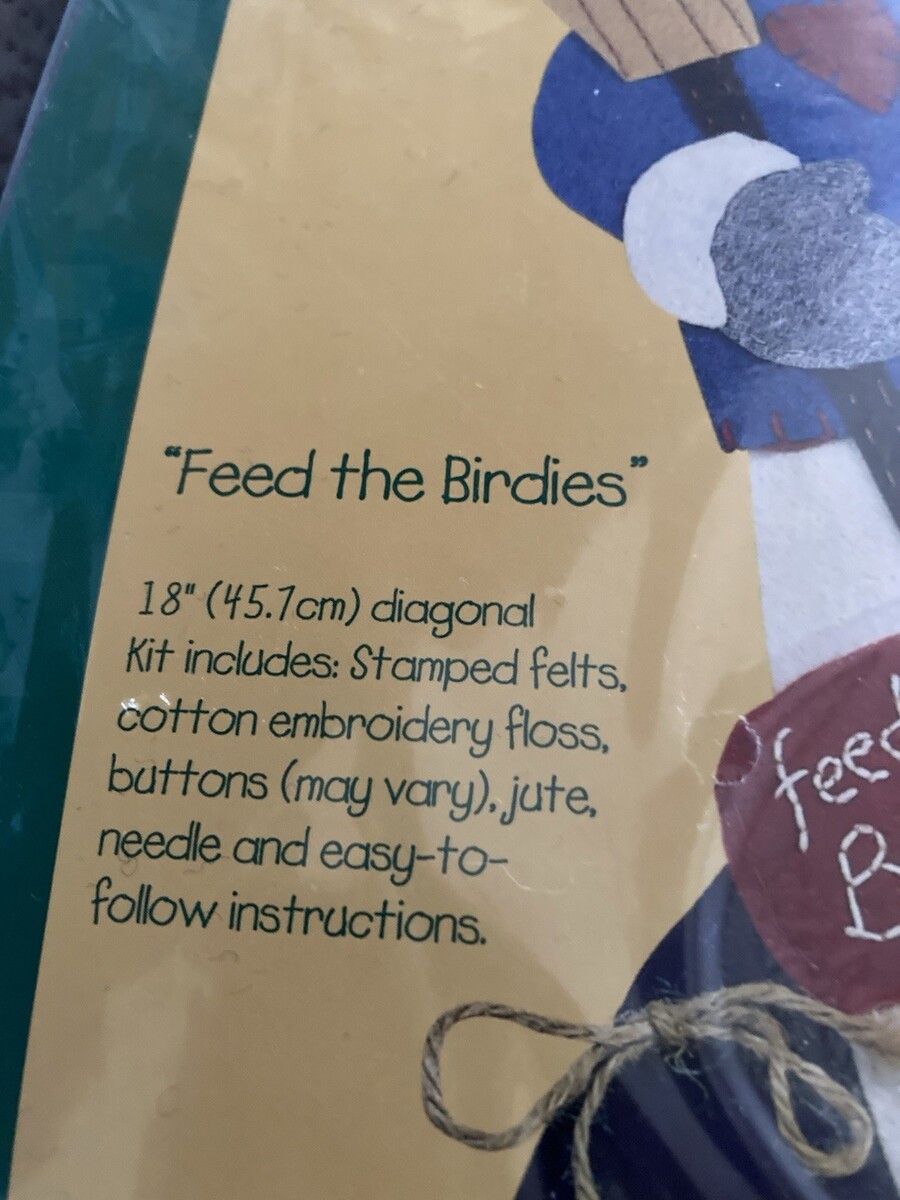 "Feed the Birdies"
18" (45.7cm) diagonal
Kit includes: Stamped felts,
cotton embroidery floss,
buttons (may vary), jute,
needle and easy-to-
follow instructions.
feed
B